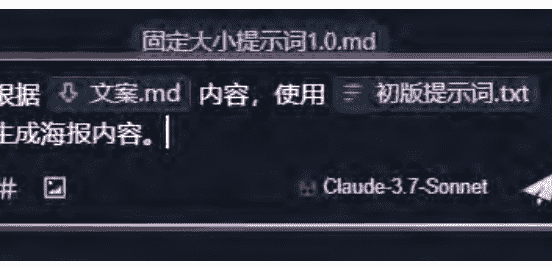 固定大小提示词1.0.md
根据 文案.md 内容，使用 初版提示词.txt
生成海报内容。
# Claude-3.7-Sonnet